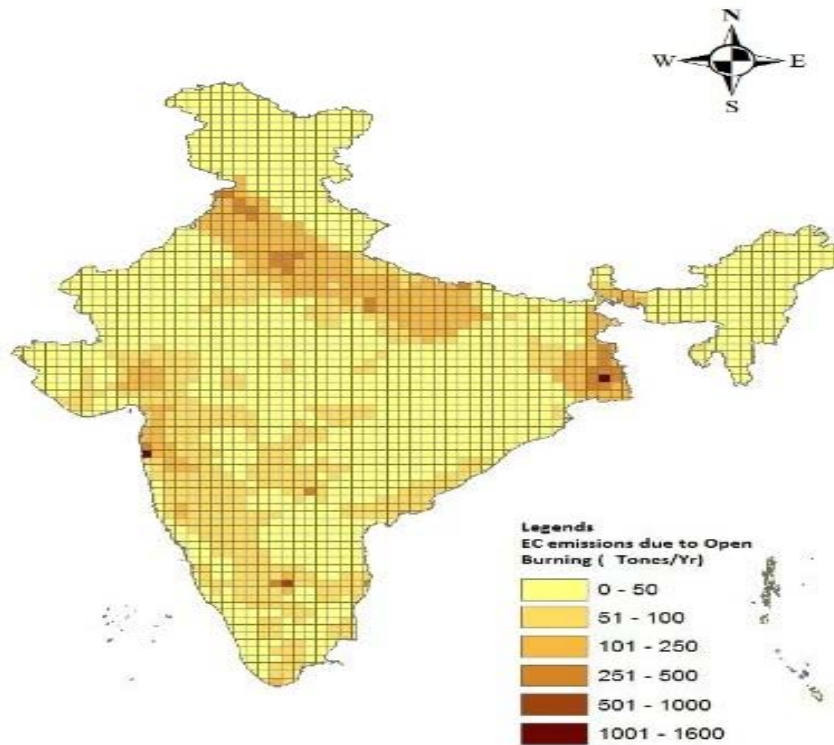 N
W E
S
Legends
EC emissions due to Open
Burning ( Tones/Yr)
0 - 50
51 - 100
101 - 250
251 - 500
501 - 1000
1001 - 1600